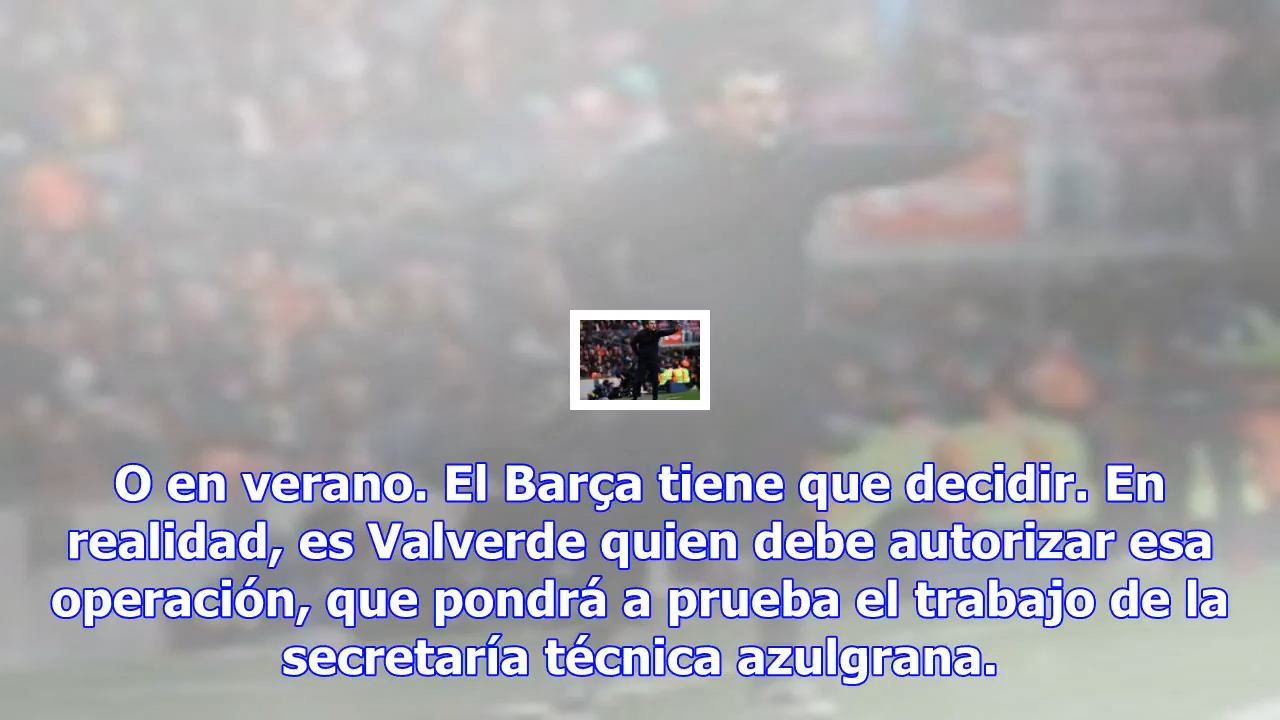 O en verano. El Barça tiene que decidir. En
realidad, es Valverde quien debe autorizar esa
operación, que pondrá a prueba el trabajo de la
secretaría técnica azulgrana.